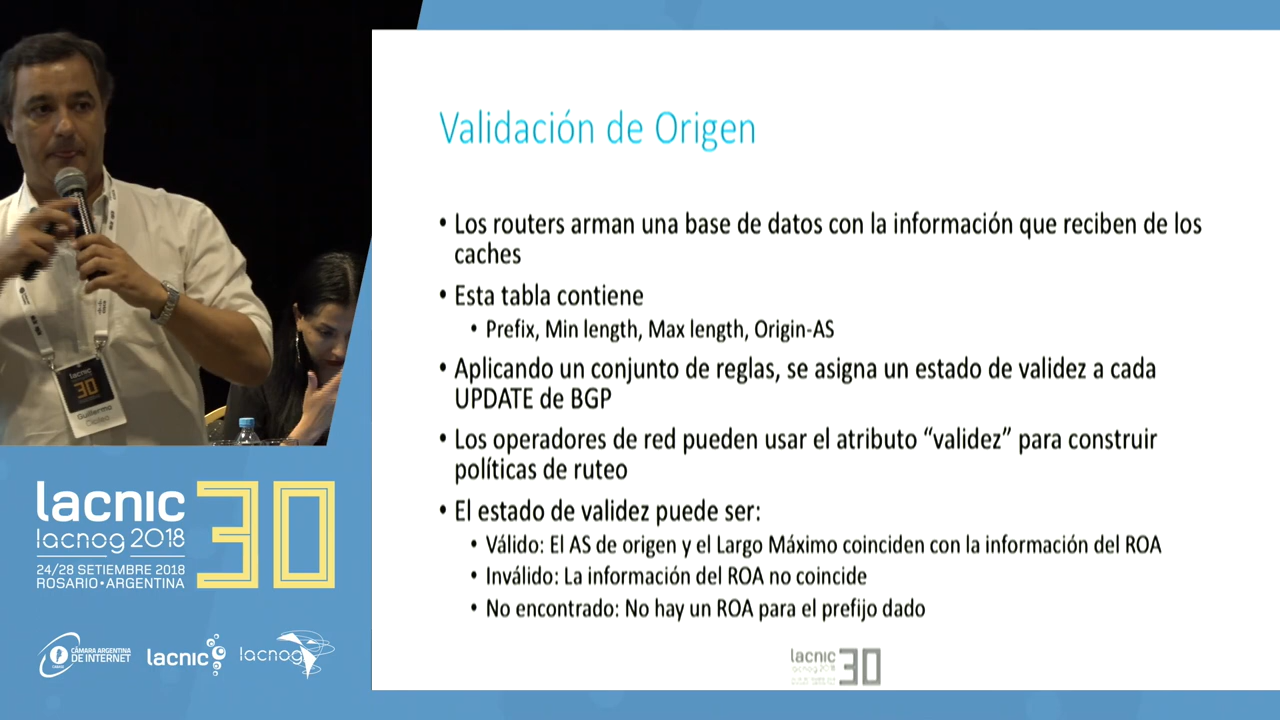 Validación de Origen
• Los routers arman una base de datos con la información que reciben de los
caches
• Esta tabla contiene
• Prefix, Min length, Max length, Origin-AS
• Aplicando un conjunto de reglas, se asigna un estado de validez a cada
UPDATE de BGP
• Los operadores de red pueden usar el atributo “validez” para construir
políticas de ruteo
• El estado de validez puede ser:
• Válido: El AS de origen y el Largo Máximo coinciden con la información del ROA
• Inválido: La información del ROA no coincide
• No encontrado: No hay un ROA para el prefijo dado
lacnic 30
lacnog 2018
lacnic
30
Guillermo
lacnic 30
lacnog 2018
24/28 SETIEMBRE 2018
ROSARIO • ARGENTINA
CÁMARA ARGENTINA
DE INTERNET
lacnic
lacnog